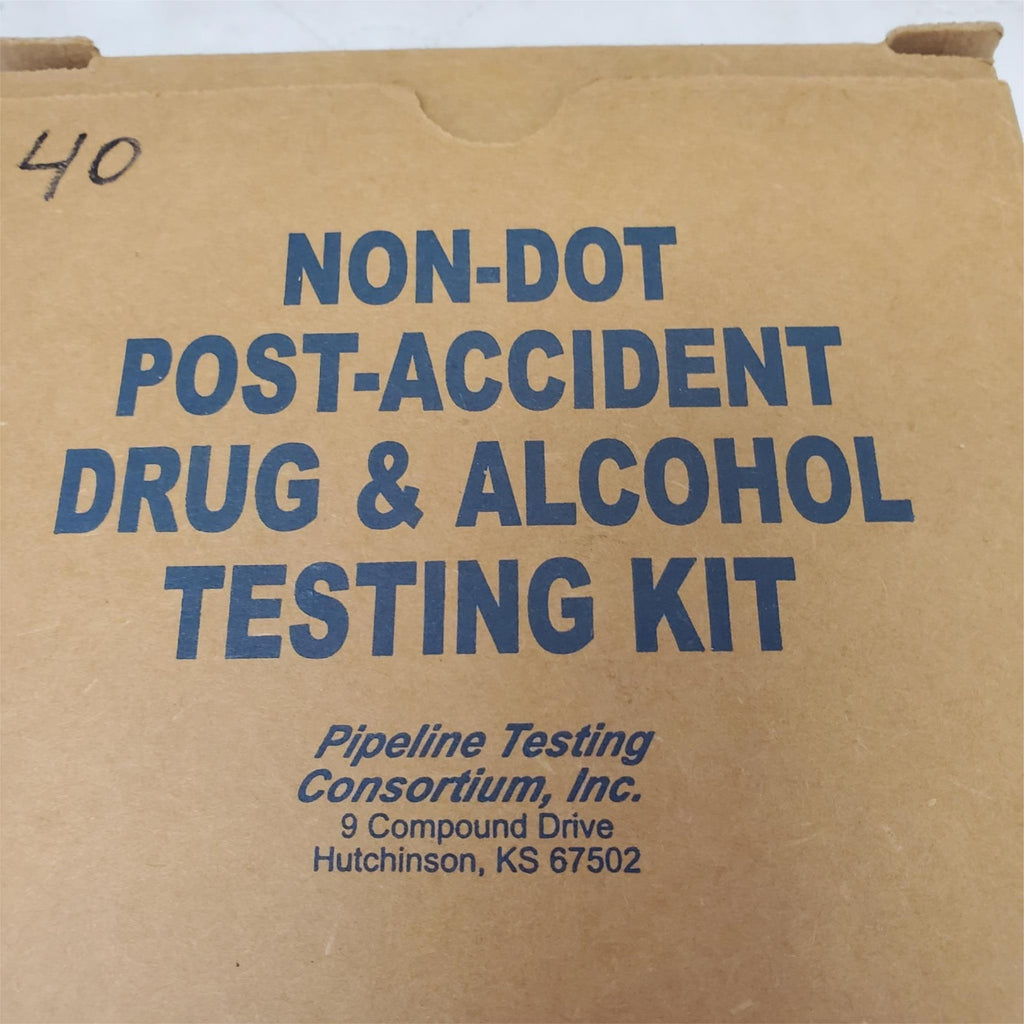 40
NON-DOT
POST-ACCIDENT
DRUG & ALCOHOL
TESTING KIT
Pipeline Testing
Consortium, Inc.
9 Compound Drive
Hutchinson, KS 67502